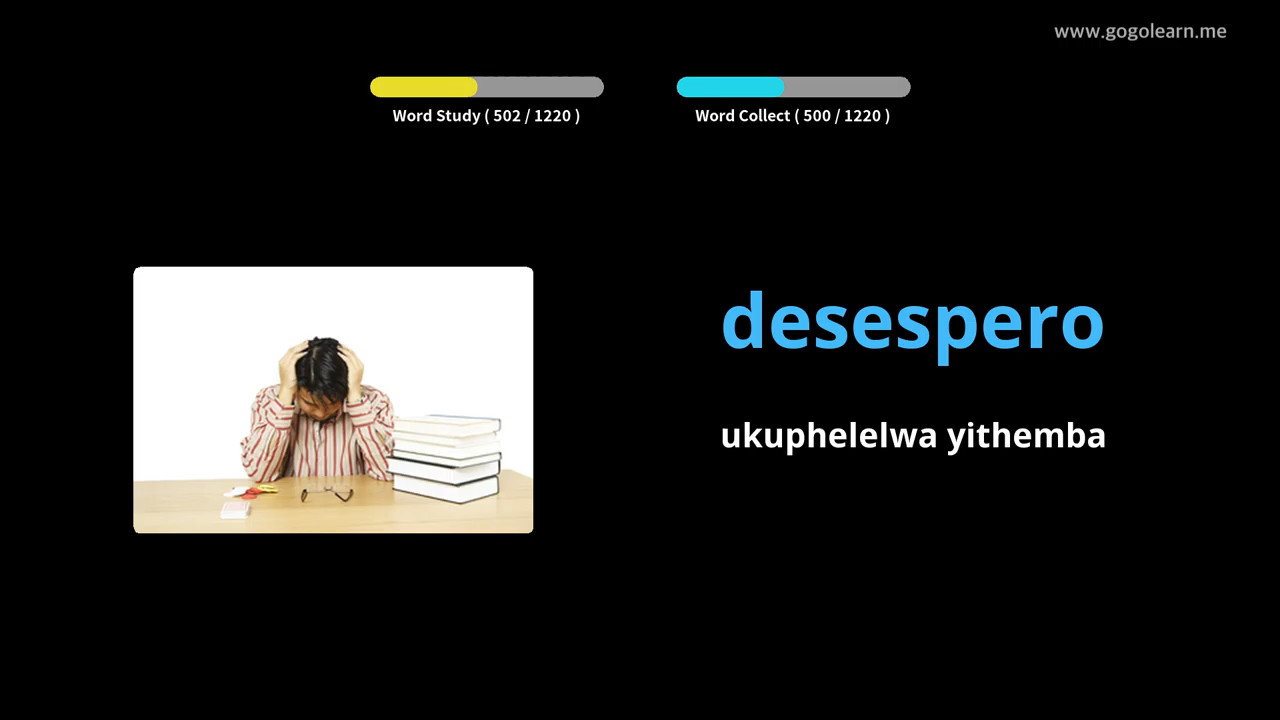 www.gogolearn.me
Word Study ( 502 / 1220 )
Word Collect ( 500 / 1220 )
desespero
ukuphelelwa yithemba